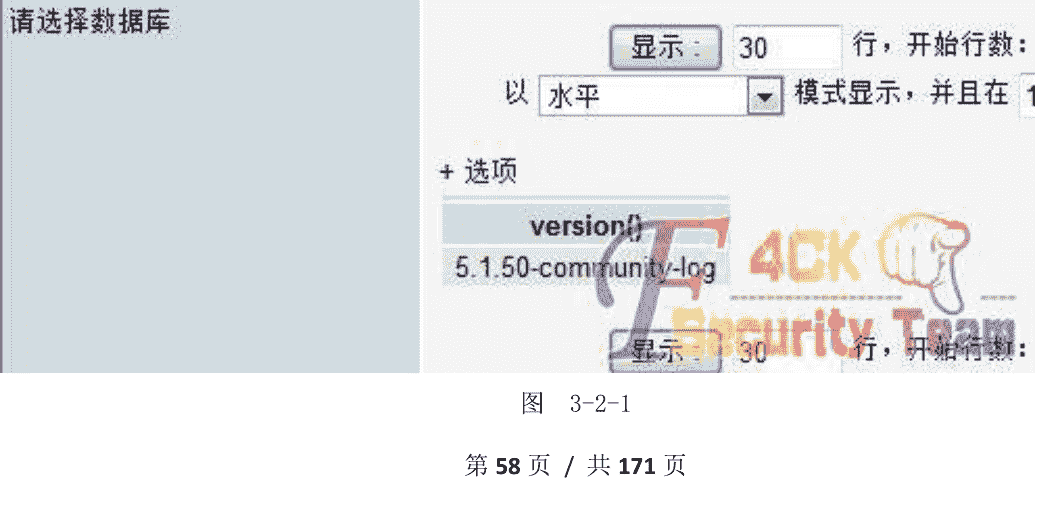 请选择数据库
显示： 30 行，开始行数：
以 水平 模式显示，并且在 1
+ 选项
version()
5.1.50-community-log
F4CK
Security Team
显示： 30 行，开始行数：
图 3-2-1
第 58 页 / 共 171 页